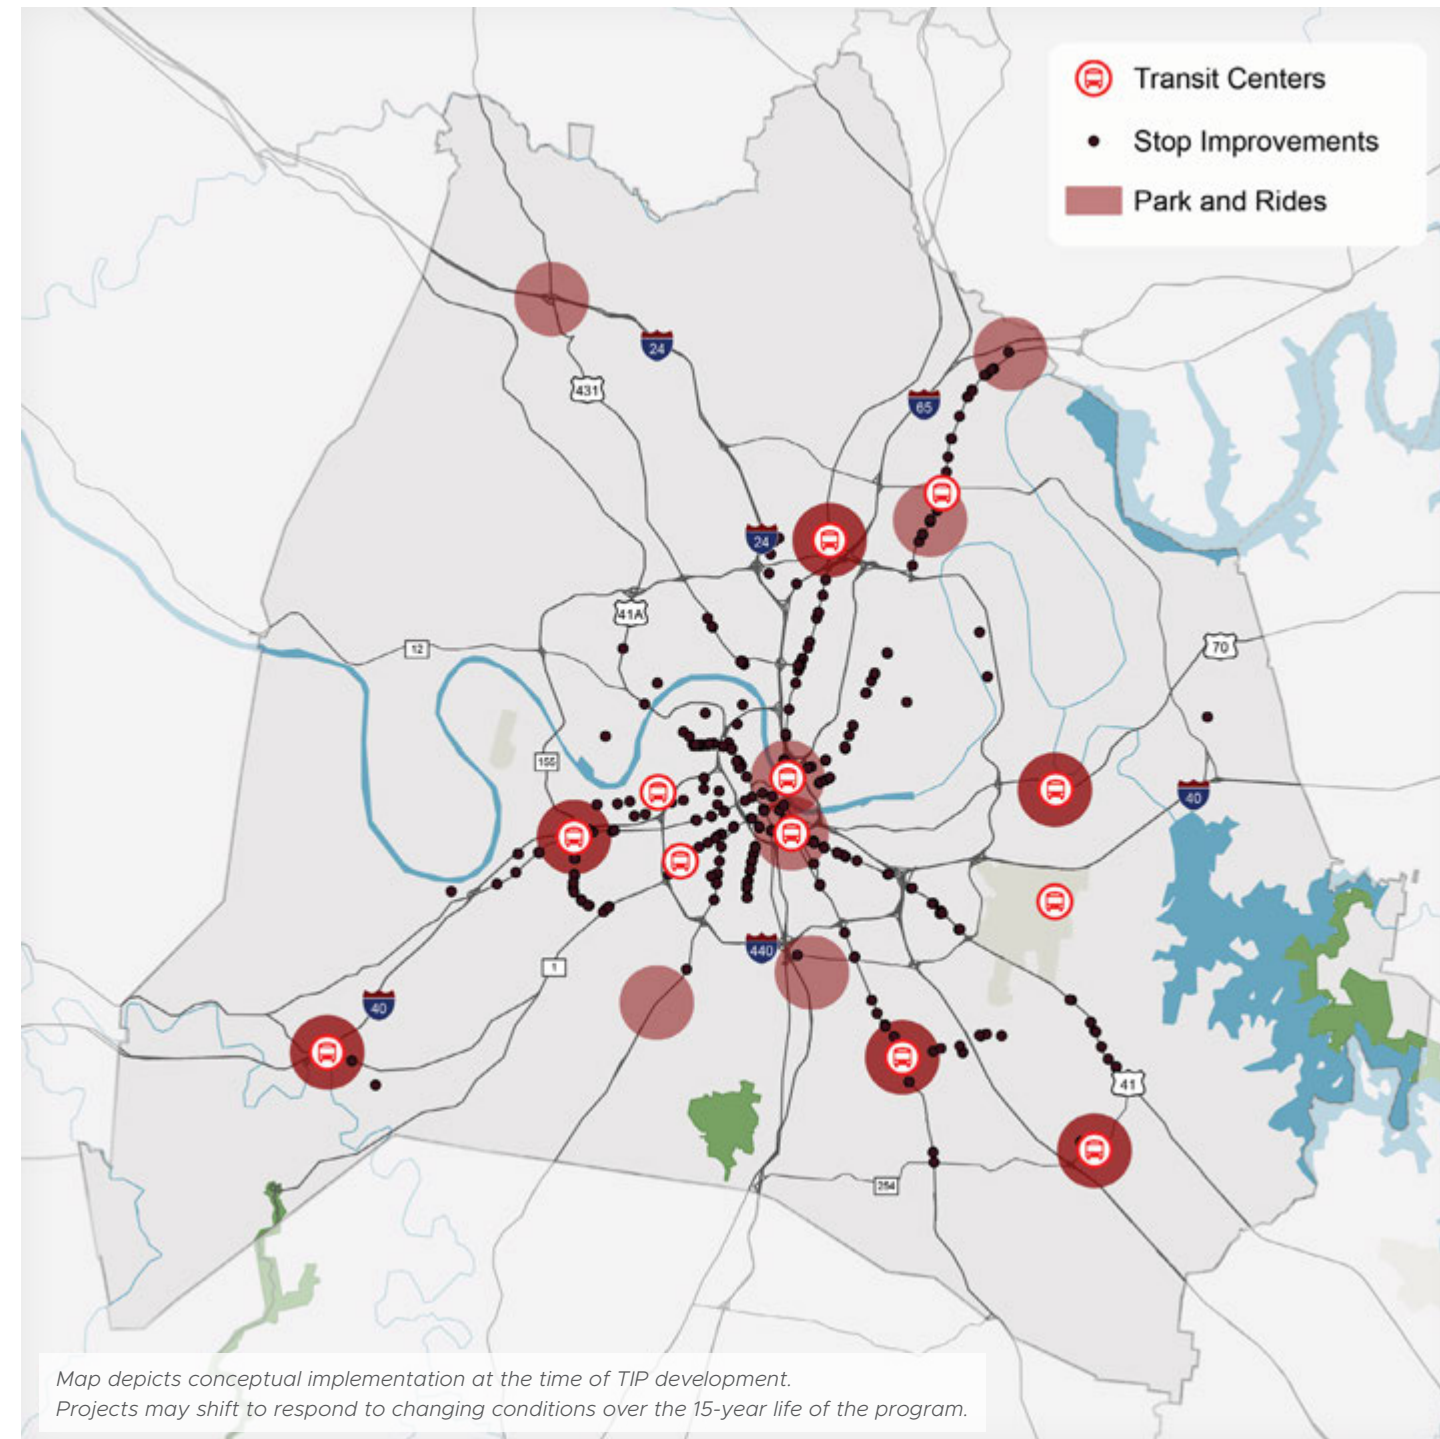 Transit Centers
Stop Improvements
Park and Rides
24
431
65
24
41A
12
70
155
40
440
1
40
41
254
Map depicts conceptual implementation at the time of TIP development.
Projects may shift to respond to changing conditions over the 15-year life of the program.